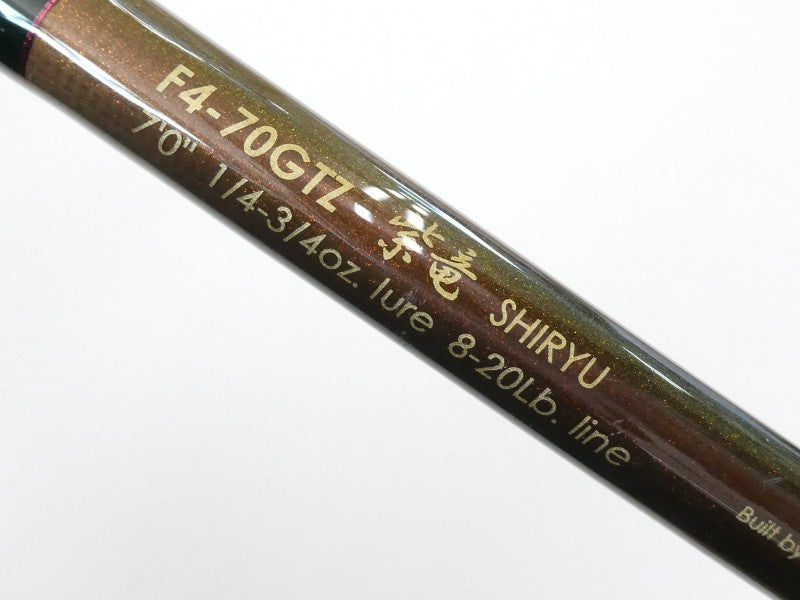 F4-70GTZ 紫竜 SHIRYU
7'0" 1/4-3/4oz. lure 8-20Lb. line
Built by